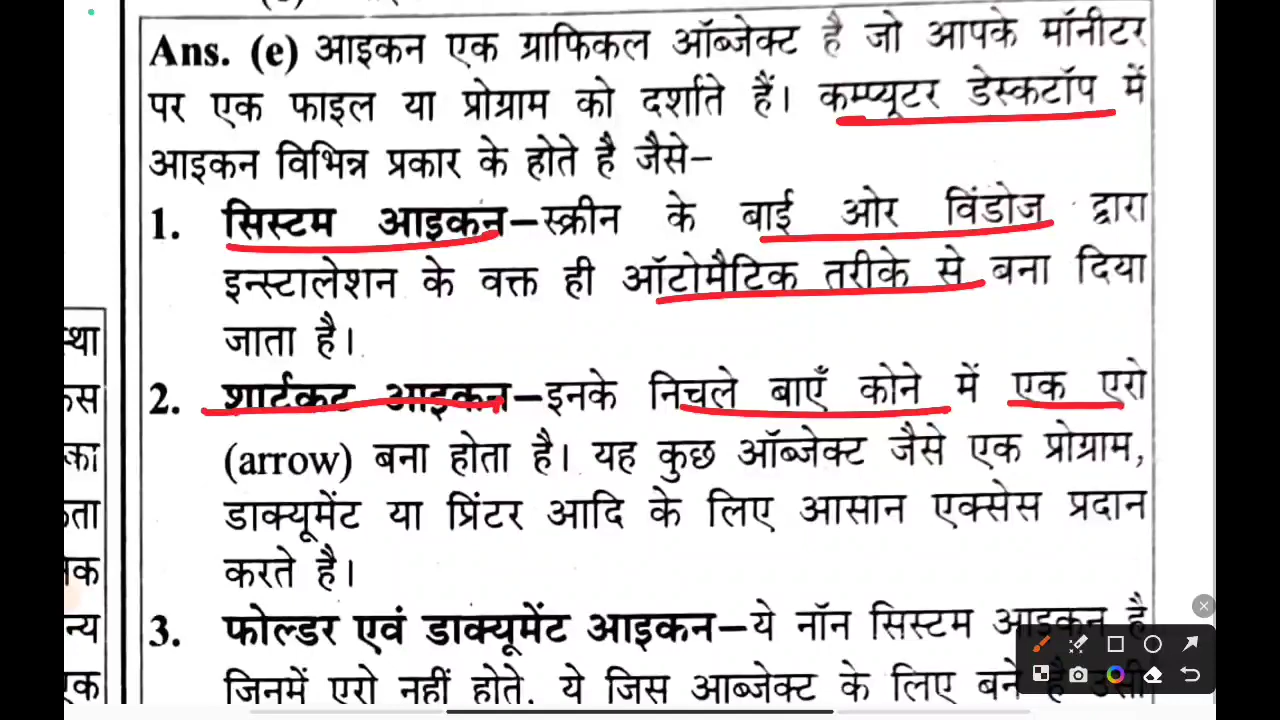 Ans. (e) आइकन एक ग्राफिकल ऑब्जेक्ट है जो आपके मॉनीटर
पर एक फाइल या प्रोग्राम को दर्शाते हैं। कम्प्यूटर डेस्कटॉप में
आइकन विभिन्न प्रकार के होते है जैसे–
1. सिस्टम आइकन–स्क्रीन के बाई ओर विंडोज द्वारा
इन्स्टालेशन के वक्त ही ऑटोमैटिक तरीके से बना दिया
जाता है।
2. शार्टकट आइकन–इनके निचले बाएँ कोने में एक एरो
(arrow) बना होता है। यह कुछ ऑब्जेक्ट जैसे एक प्रोग्राम,
डाक्यूमेंट या प्रिंटर आदि के लिए आसान एक्सेस प्रदान
करते है।
3. फोल्डर एवं डाक्यूमेंट आइकन–ये नॉन सिस्टम आइकन है
जिनमें एरो नहीं होते. ये जिस आब्जेक्ट के लिए बने है उसी